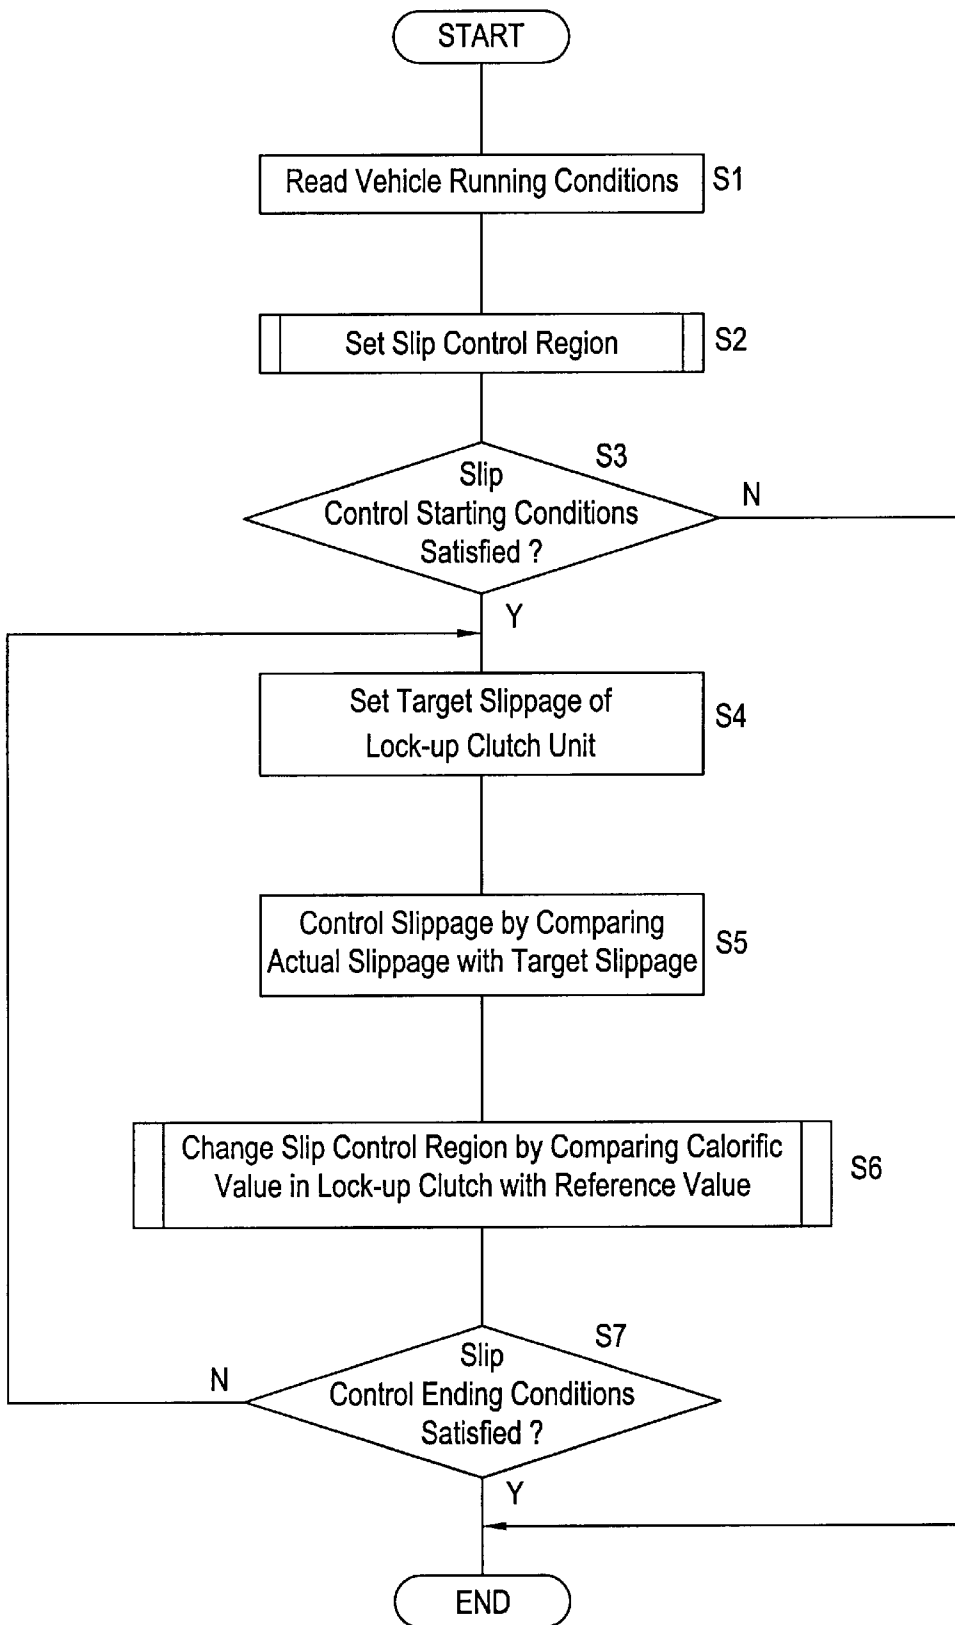 START
Read Vehicle Running Conditions
S1
Set Slip Control Region
S2
S3
Slip
Control Starting Conditions
Satisfied ?
N
Y
Set Target Slippage of
Lock-up Clutch Unit
S4
Control Slippage by Comparing
Actual Slippage with Target Slippage
S5
Change Slip Control Region by Comparing Calorific
Value in Lock-up Clutch with Reference Value
S6
S7
Slip
Control Ending Conditions
Satisfied ?
N
Y
END